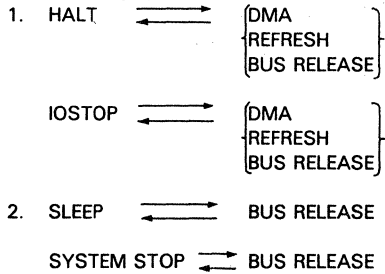 1. HALT DMA
REFRESH
BUS RELEASE
IOSTOP DMA
REFRESH
BUS RELEASE
2. SLEEP BUS RELEASE
SYSTEM STOP BUS RELEASE